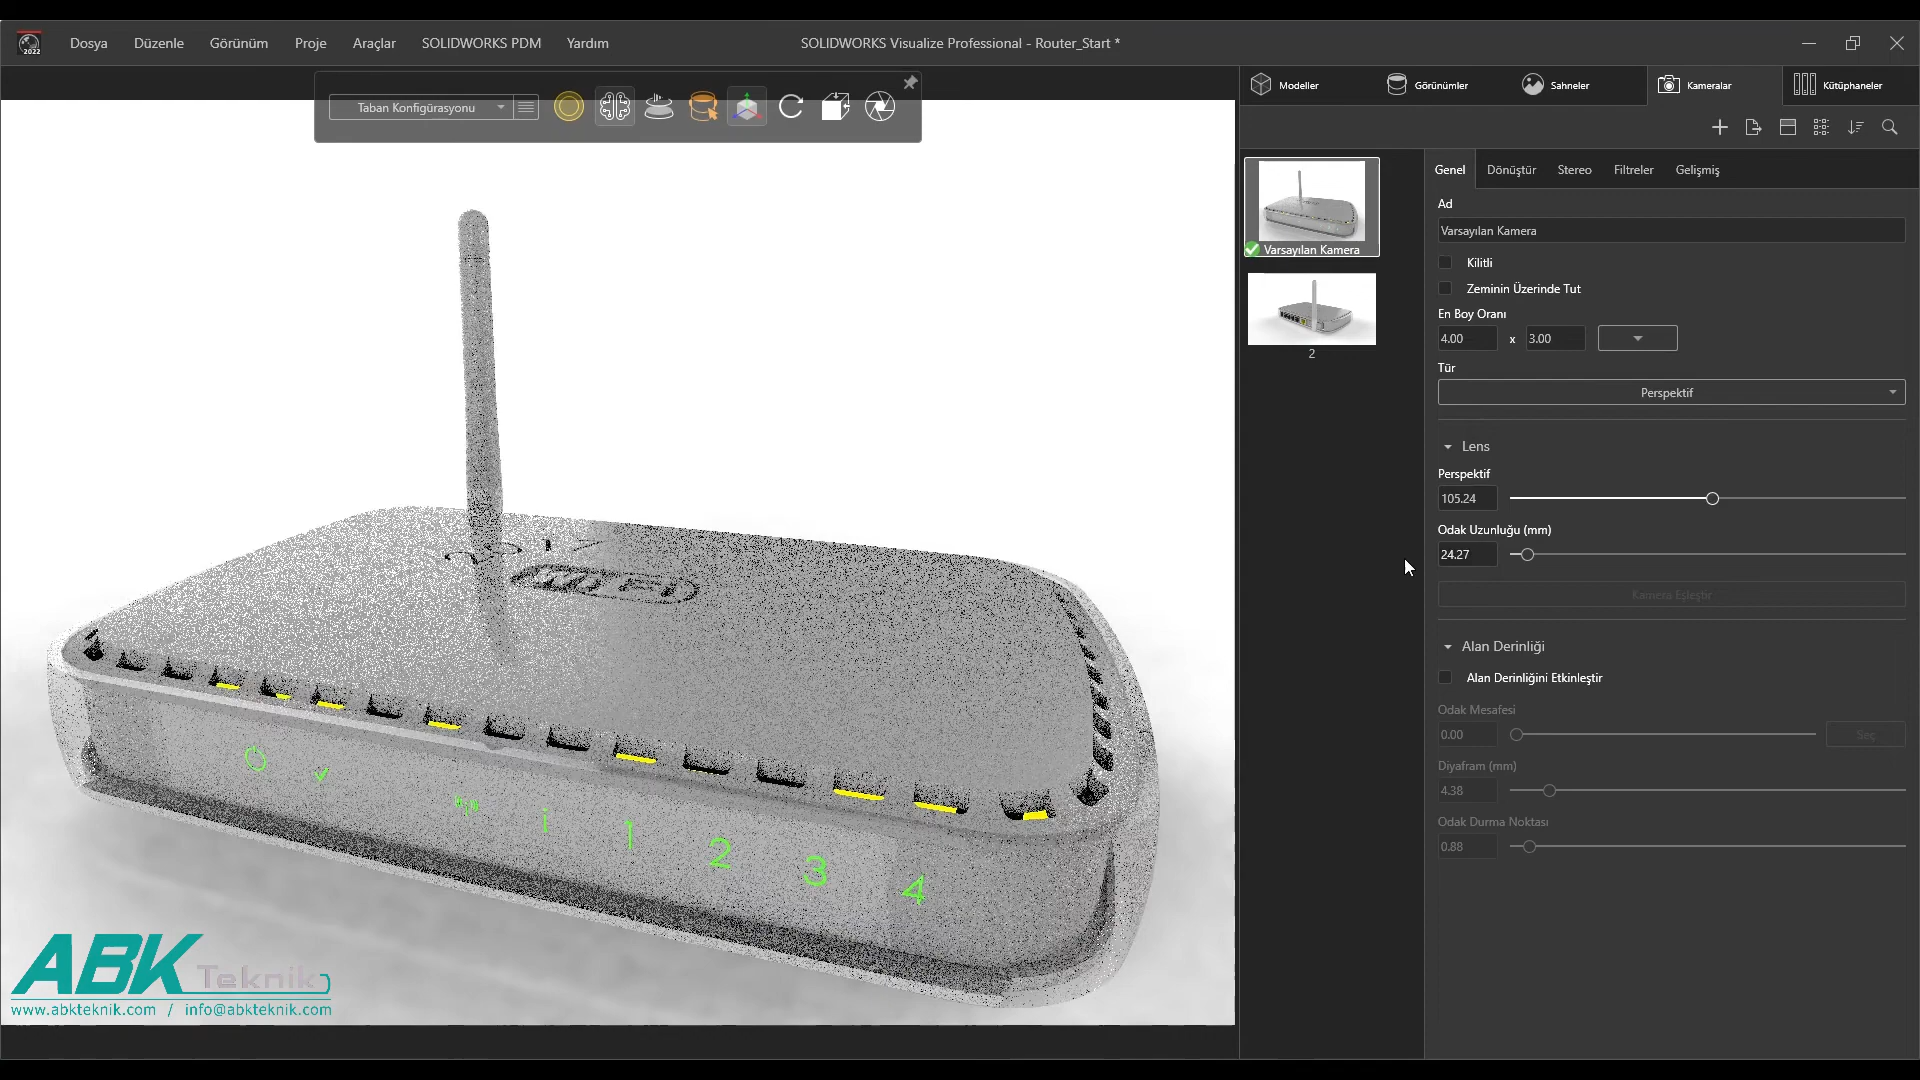 2022
Dosya
Düzenle
Görünüm
Proje
Araçlar
SOLIDWORKS PDM
Yardım
SOLIDWORKS Visualize Professional - Router_Start *
Taban Konfigürasyonu
Modeller
Görünümler
Sahneler
Kameralar
Kütüphaneler
Varsayılan Kamera
2
Genel
Dönüştür
Stereo
Filtreler
Gelişmiş
Ad
Varsayılan Kamera
Kilitli
Zeminin Üzerinde Tut
En Boy Oranı
4.00 x 3.00
Tür
Perspektif
Lens
Perspektif
105.24
Odak Uzunluğu (mm)
24.27
Kamera Eşleştir
Alan Derinliği
Alan Derinliğini Etkinleştir
Odak Mesafesi
0.00
Seç
Diyafram (mm)
4.38
Odak Durma Noktası
0.88
Wi Fi
i 1 2 3 4
ABK Teknik
www.abkteknik.com / info@abkteknik.com